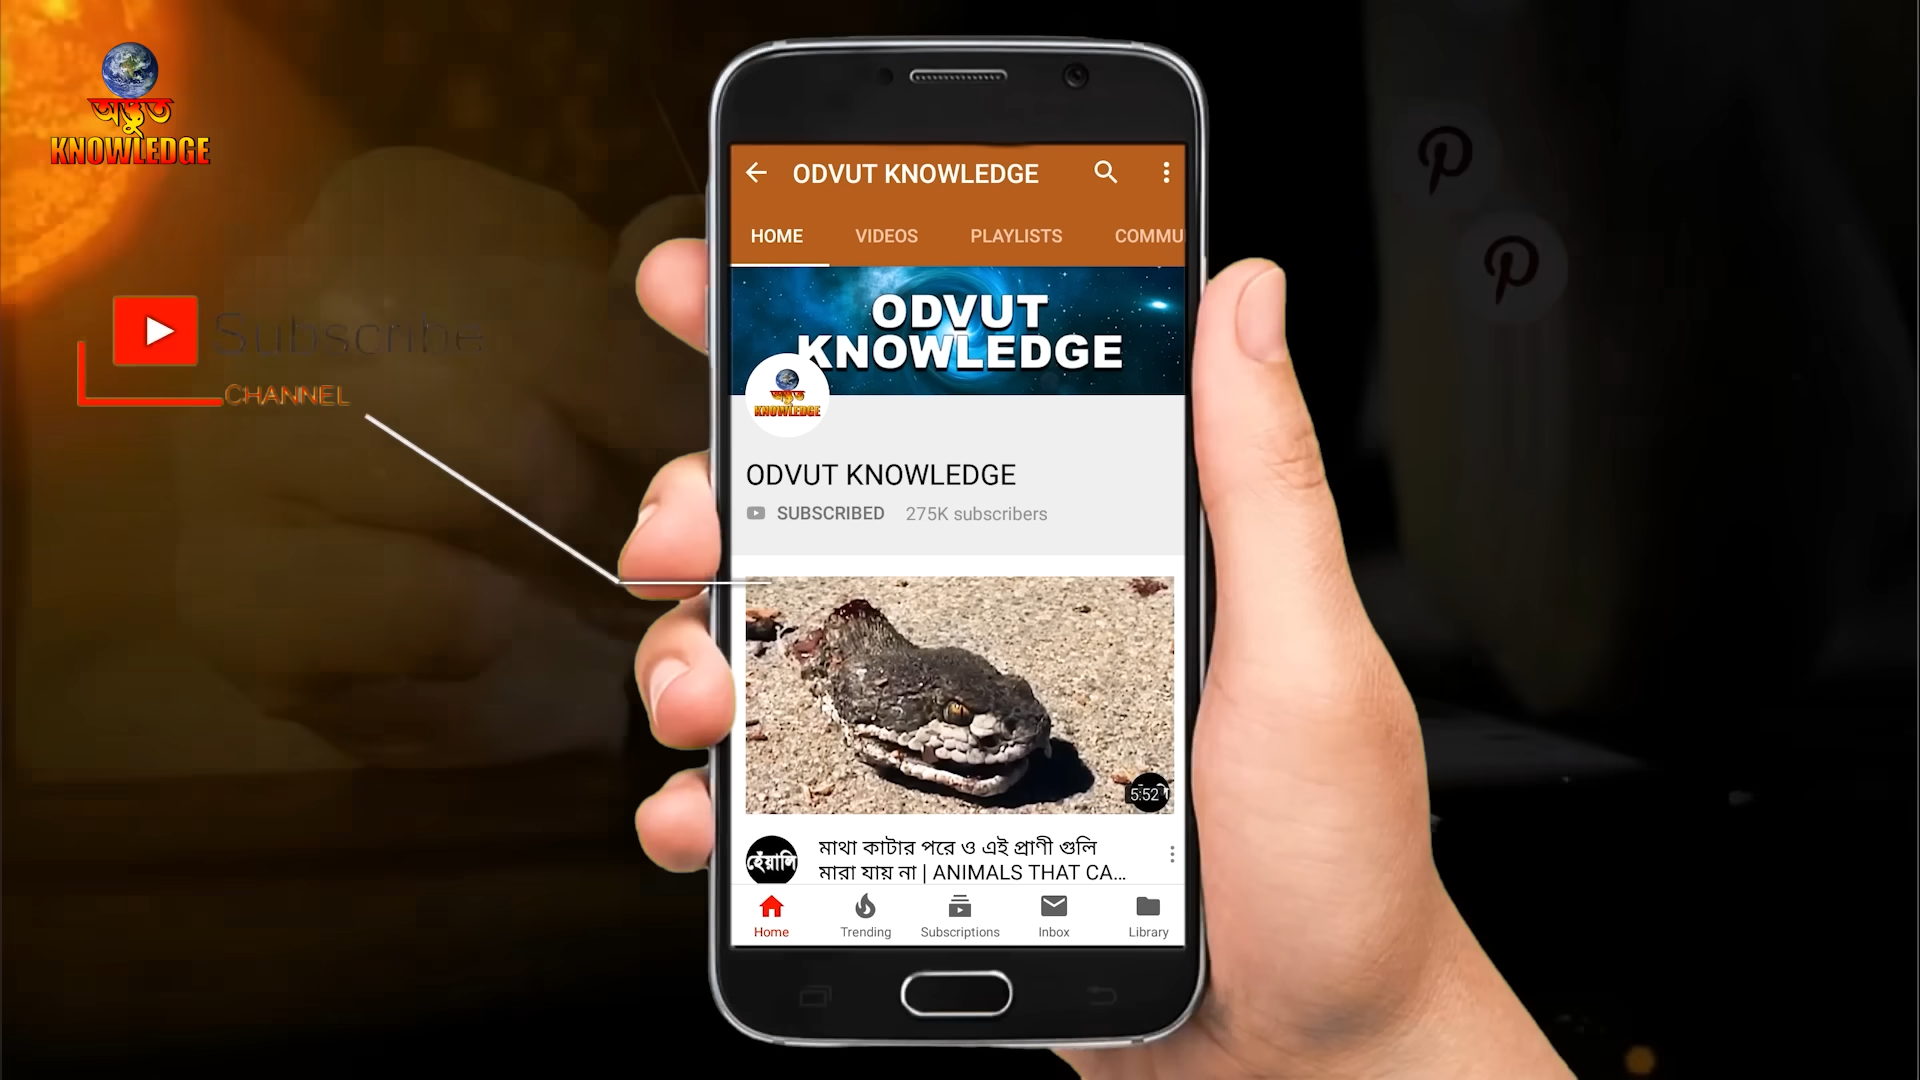 অদ্ভুত
KNOWLEDGE
Subscribe
CHANNEL
ODVUT KNOWLEDGE
HOME VIDEOS PLAYLISTS COMMU
ODVUT
KNOWLEDGE
অদ্ভুত
KNOWLEDGE
ODVUT KNOWLEDGE
SUBSCRIBED 275K subscribers
5:52
হেঁয়ালি
মাথা কাটার পরে ও এই প্রাণী গুলি
মারা যায় না | ANIMALS THAT CA...
Home Trending Subscriptions Inbox Library